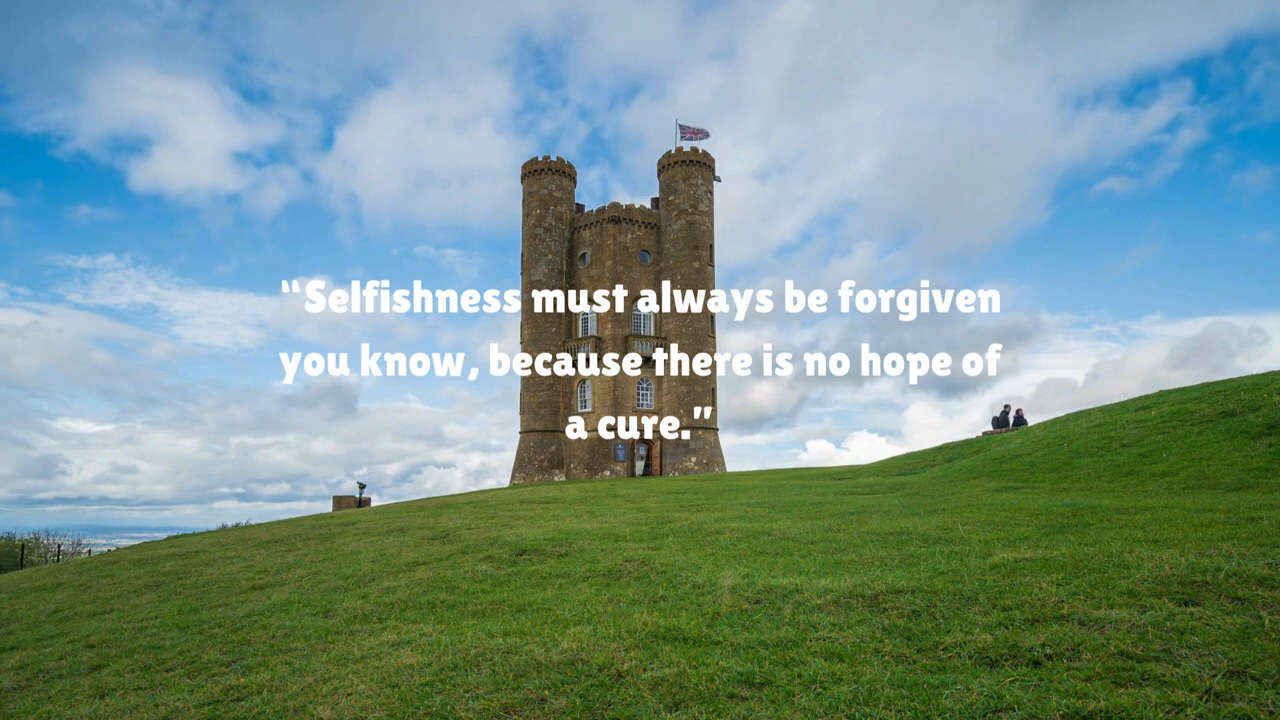 “Selfishness must always be forgiven
you know, because there is no hope of
a cure.”